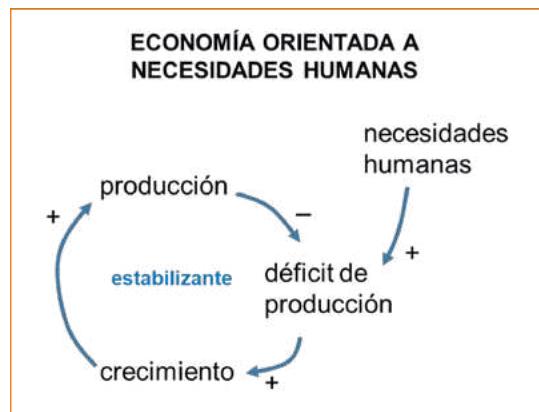 ECONOMÍA ORIENTADA A
NECESIDADES HUMANAS
necesidades
humanas
producción
+
–
+
estabilizante
déficit de
producción
crecimiento
+